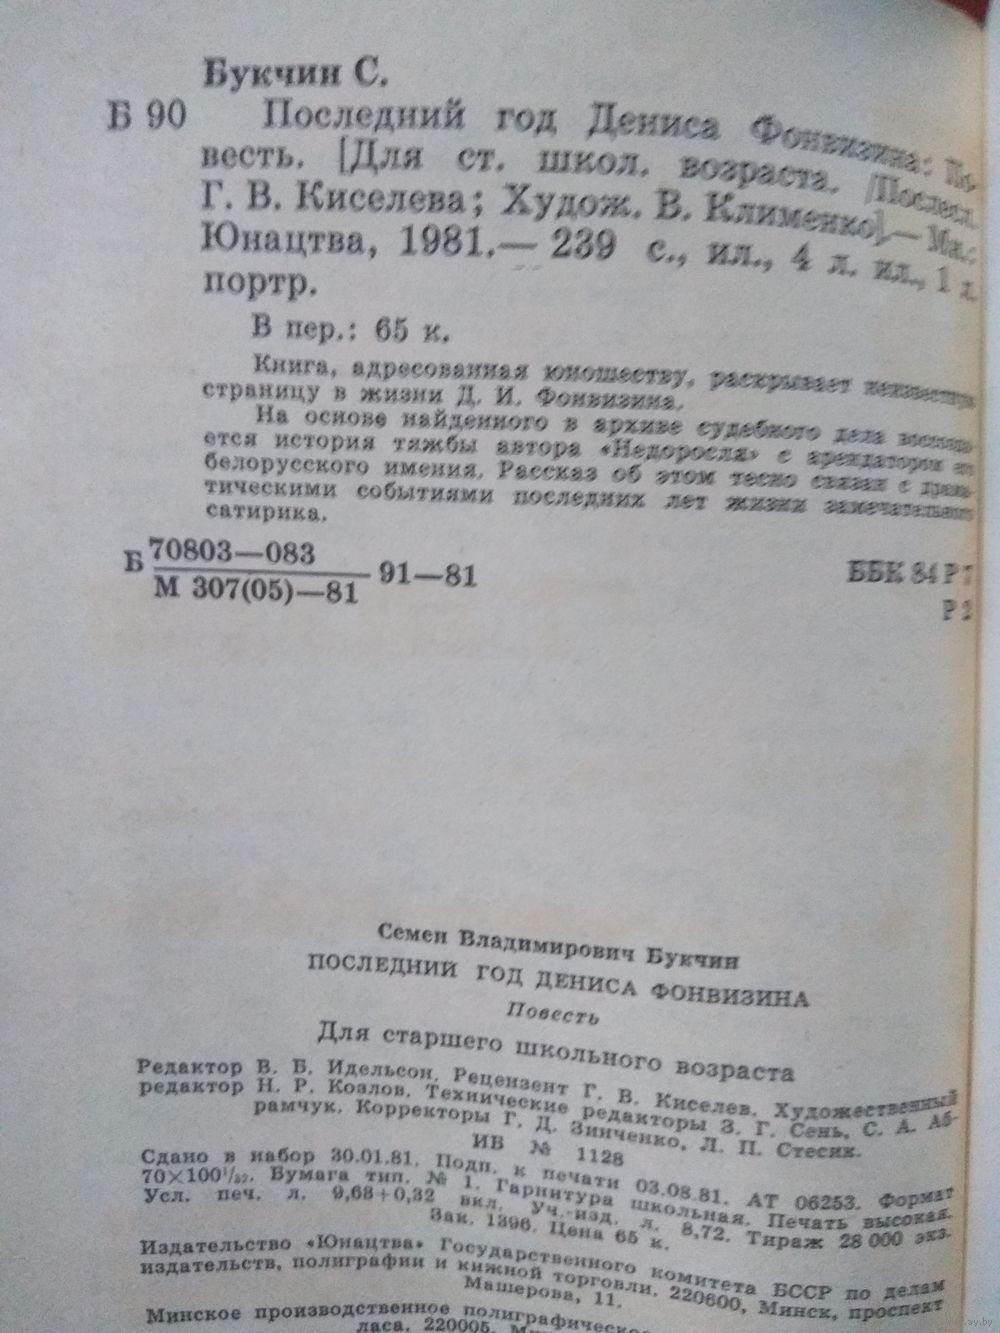 Букчин С.
Б 90 Последний год Дениса Фонвизина: По-
весть. [Для ст. школ. возраста. [Послесл.
Г. В. Киселева; Худож. В. Клименко].— Мн.:
Юнацтва, 1981.— 239 с., ил., 4 л. ил., 1 л.
портр.
В пер.: 65 к.
Книга, адресованная юношеству, раскрывает неизвестную
страницу в жизни Д. И. Фонвизина.
На основе найденного в архиве судебного дела
ется история тяжбы автора «Недоросля» с арендатором его
белорусского имения. Рассказ об этом тесно связан с драма-
тическими событиями последних лет жизни замечательного
сатирика.
Б 70803—083
М 307(05)—81 91—81
ББК 84 Р 7
Р 2
Семен Владимирович Букчин
ПОСЛЕДНИЙ ГОД ДЕНИСА ФОНВИЗИНА
Повесть
Для старшего школьного возраста
Редактор В. Б. Идельсон. Рецензент Г. В. Киселев. Художественный
редактор Н. Р. Козлов. Технические редакторы З. Г. Сень, С. А. Аб-
рамчук. Корректоры Г. Д. Зинченко, Л. П. Стесик.
ИБ № 1128
Сдано в набор 30.01.81. Подп. к печати 03.08.81. АТ 06253. Формат
70×100¹/₃₂. Бумага тип. № 1. Гарнитура школьная. Печать высокая.
Усл. печ. л. 9,68+0,32 вкл. Уч.-изд. л. 8,72. Тираж 28 000 экз.
Зак. 1396. Цена 65 к.
Издательство «Юнацтва» Государственного комитета БССР по делам
издательств, полиграфии и книжной торговли. 220600, Минск, проспект
Машерова, 11.
Минское производственное полиграфическое
ласа. 220005,